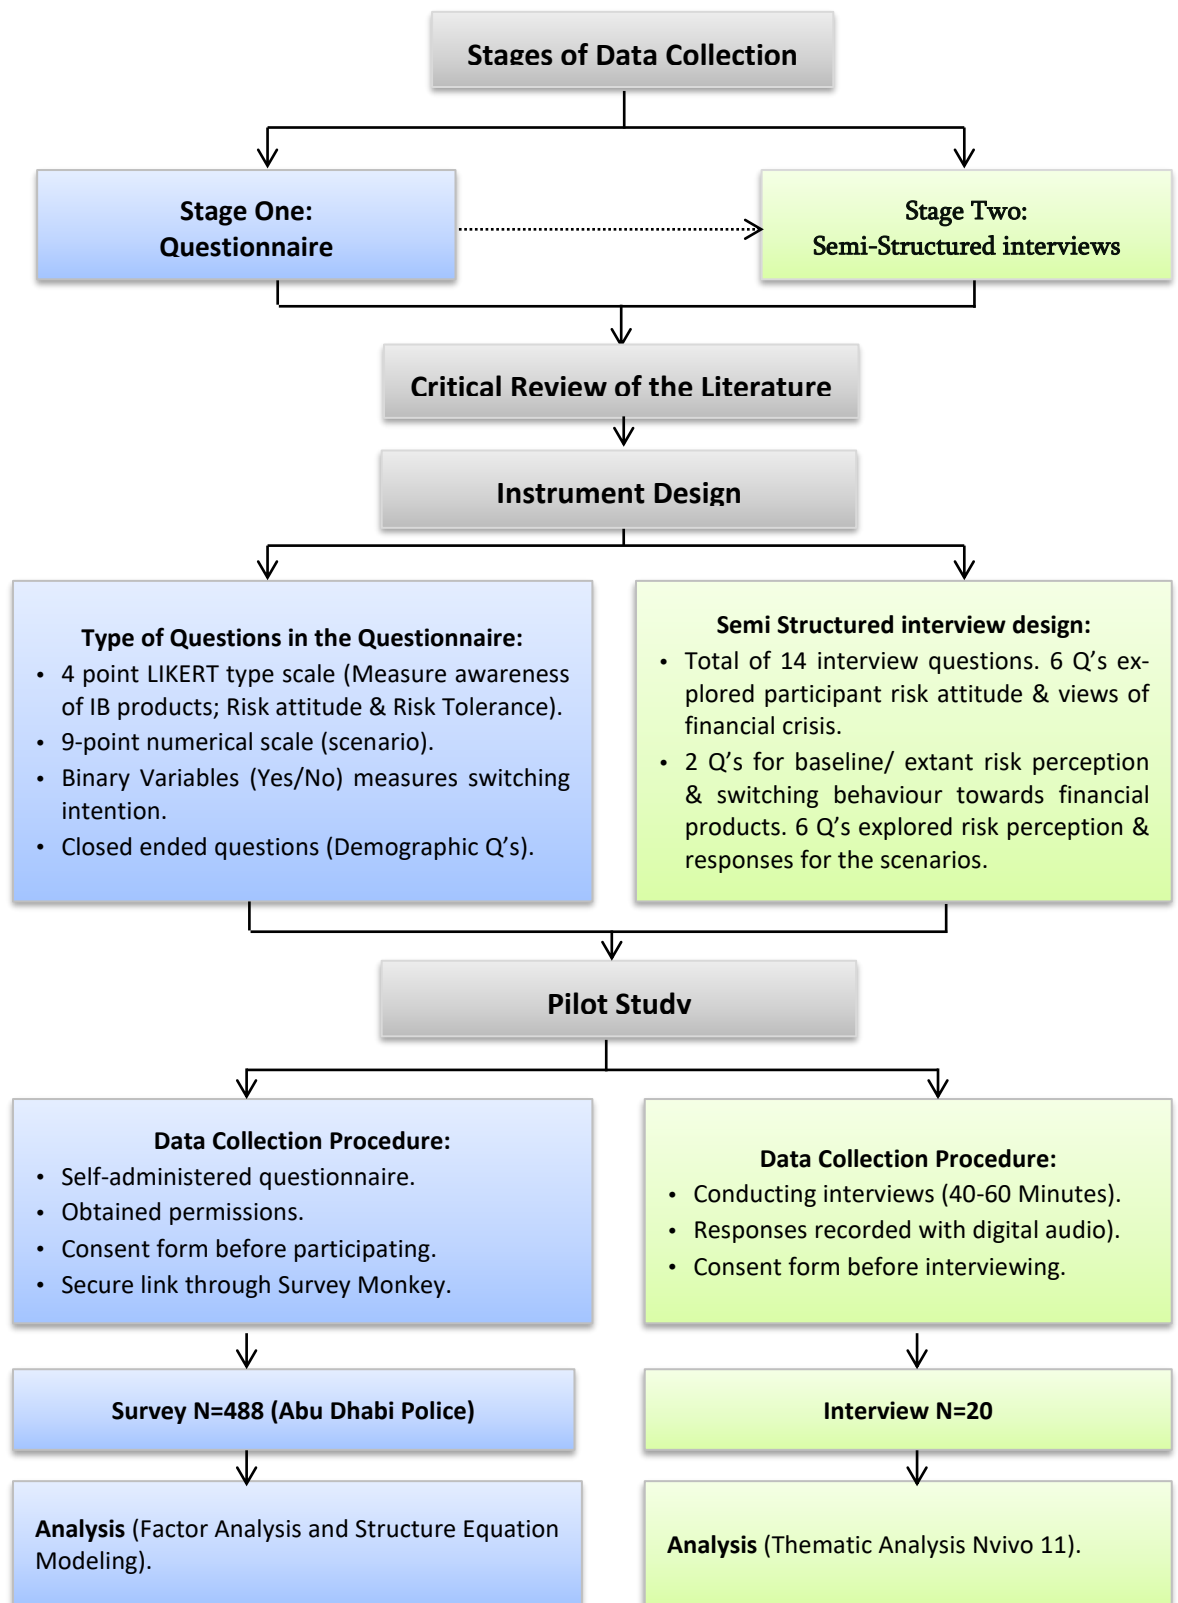 Stages of Data Collection
Stage One:
Questionnaire
Stage Two:
Semi-Structured interviews
Critical Review of the Literature
Instrument Design
Type of Questions in the Questionnaire:
• 4 point LIKERT type scale (Measure awareness
of IB products; Risk attitude & Risk Tolerance).
• 9-point numerical scale (scenario).
• Binary Variables (Yes/No) measures switching
intention.
• Closed ended questions (Demographic Q’s).
Semi Structured interview design:
• Total of 14 interview questions. 6 Q’s ex-
plored participant risk attitude & views of
financial crisis.
• 2 Q’s for baseline/ extant risk perception
& switching behaviour towards financial
products. 6 Q’s explored risk perception &
responses for the scenarios.
Pilot Study
Data Collection Procedure:
• Self-administered questionnaire.
• Obtained permissions.
• Consent form before participating.
• Secure link through Survey Monkey.
Data Collection Procedure:
• Conducting interviews (40-60 Minutes).
• Responses recorded with digital audio).
• Consent form before interviewing.
Survey N=488 (Abu Dhabi Police)
Interview N=20
Analysis (Factor Analysis and Structure Equation
Modeling).
Analysis (Thematic Analysis Nvivo 11).